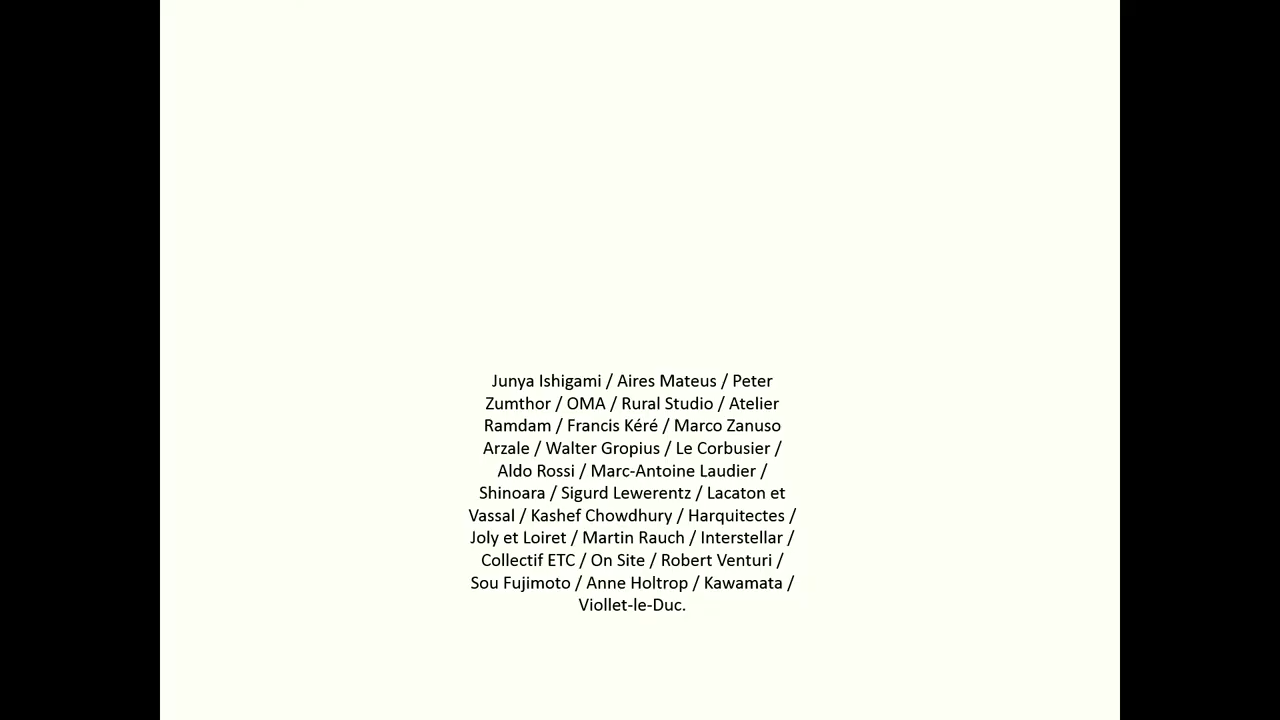 Junya Ishigami / Aires Mateus / Peter
Zumthor / OMA / Rural Studio / Atelier
Ramdam / Francis Kéré / Marco Zanuso
Arzale / Walter Gropius / Le Corbusier /
Aldo Rossi / Marc-Antoine Laudier /
Shinoara / Sigurd Lewerentz / Lacaton et
Vassal / Kashef Chowdhury / Harquitectes /
Joly et Loiret / Martin Rauch / Interstellar /
Collectif ETC / On Site / Robert Venturi /
Sou Fujimoto / Anne Holtrop / Kawamata /
Viollet-le-Duc.